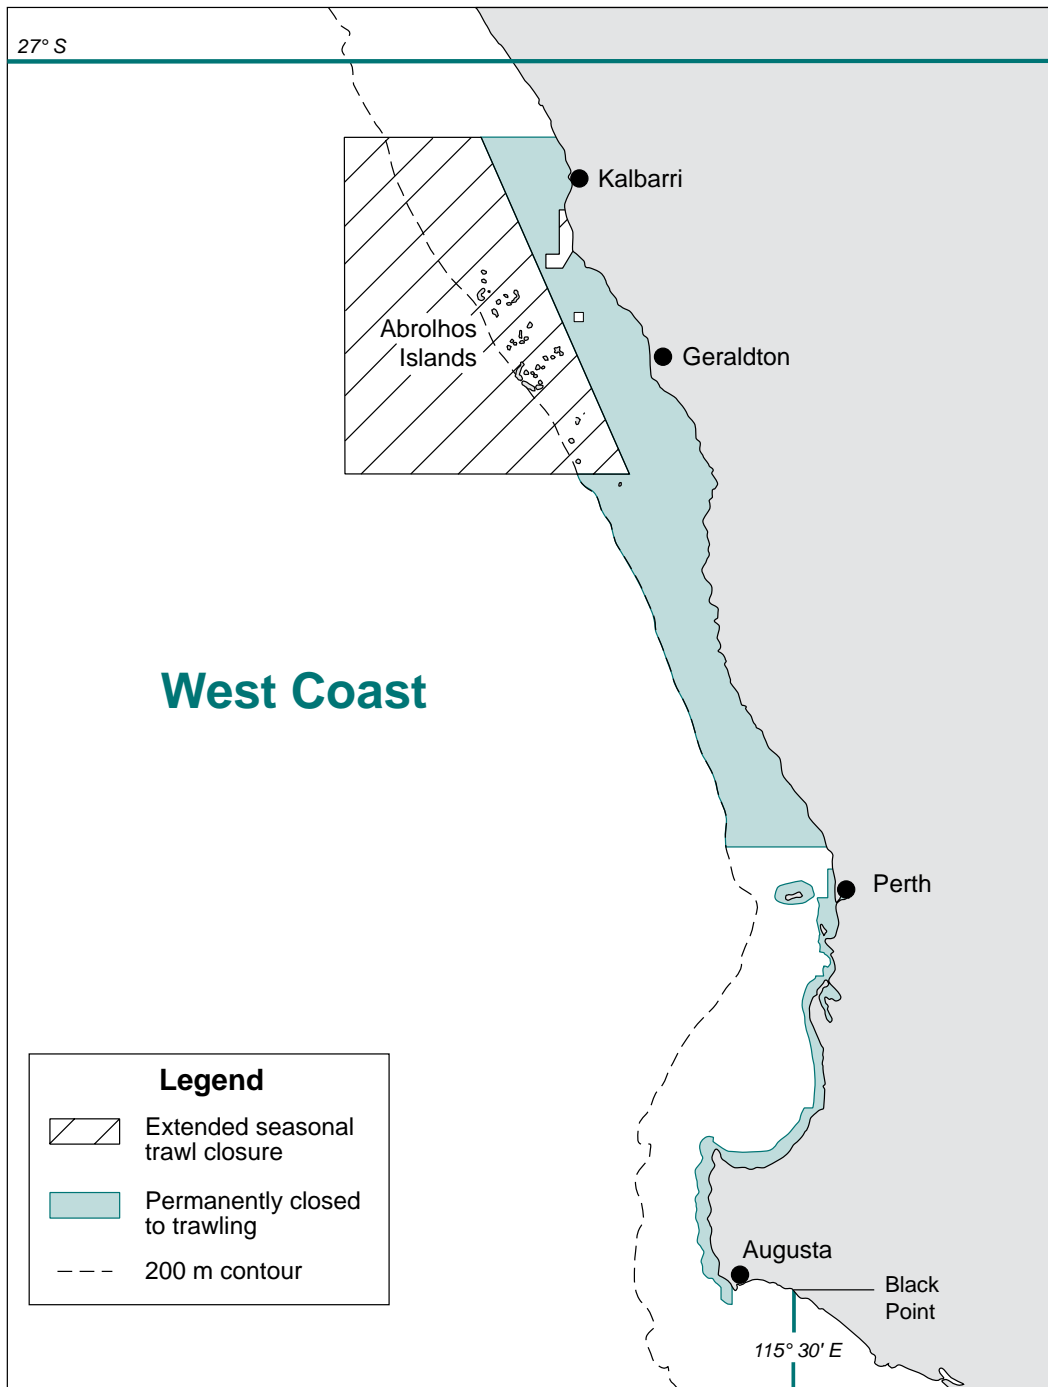 27° S
Kalbarri
Abrolhos
Islands
Geraldton
West Coast
Perth
Legend
Extended seasonal
trawl closure
Permanently closed
to trawling
200 m contour
Augusta
Black
Point
115° 30' E